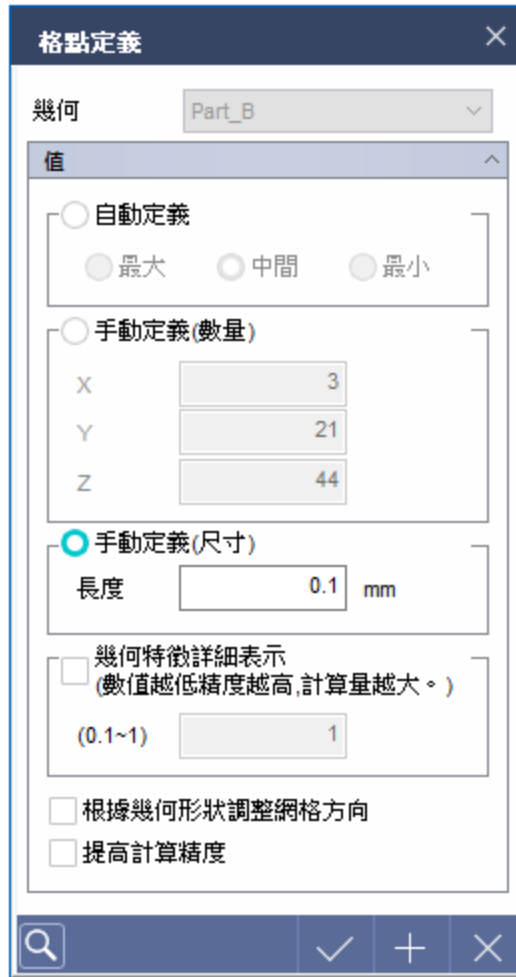 格點定義
幾何 Part_B
值
自動定義
最大 中間 最小
手動定義(數量)
X 3
Y 21
Z 44
手動定義(尺寸)
長度 0.1 mm
幾何特徵詳細表示
(數值越低精度越高,計算量越大。)
(0.1~1) 1
根據幾何形狀調整網格方向
提高計算精度